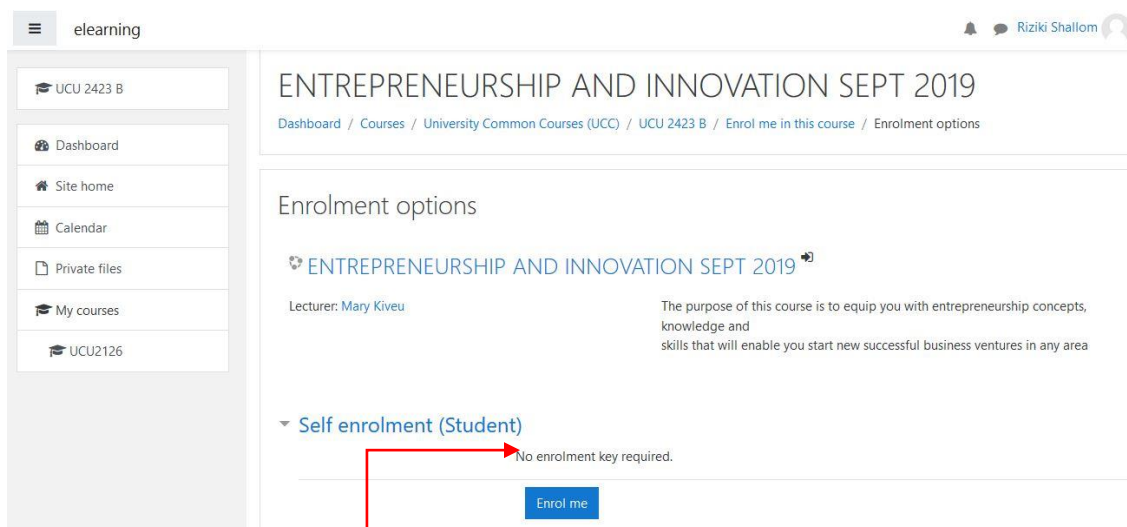 elearning
Riziki Shallom
UCU 2423 B
Dashboard
Site home
Calendar
Private files
My courses
UCU2126
ENTREPRENEURSHIP AND INNOVATION SEPT 2019
Dashboard / Courses / University Common Courses (UCC) / UCU 2423 B / Enrol me in this course / Enrolment options
Enrolment options
ENTREPRENEURSHIP AND INNOVATION SEPT 2019
Lecturer: Mary Kiveu
The purpose of this course is to equip you with entrepreneurship concepts,
knowledge and
skills that will enable you start new successful business ventures in any area
Self enrolment (Student)
No enrolment key required.
Enrol me